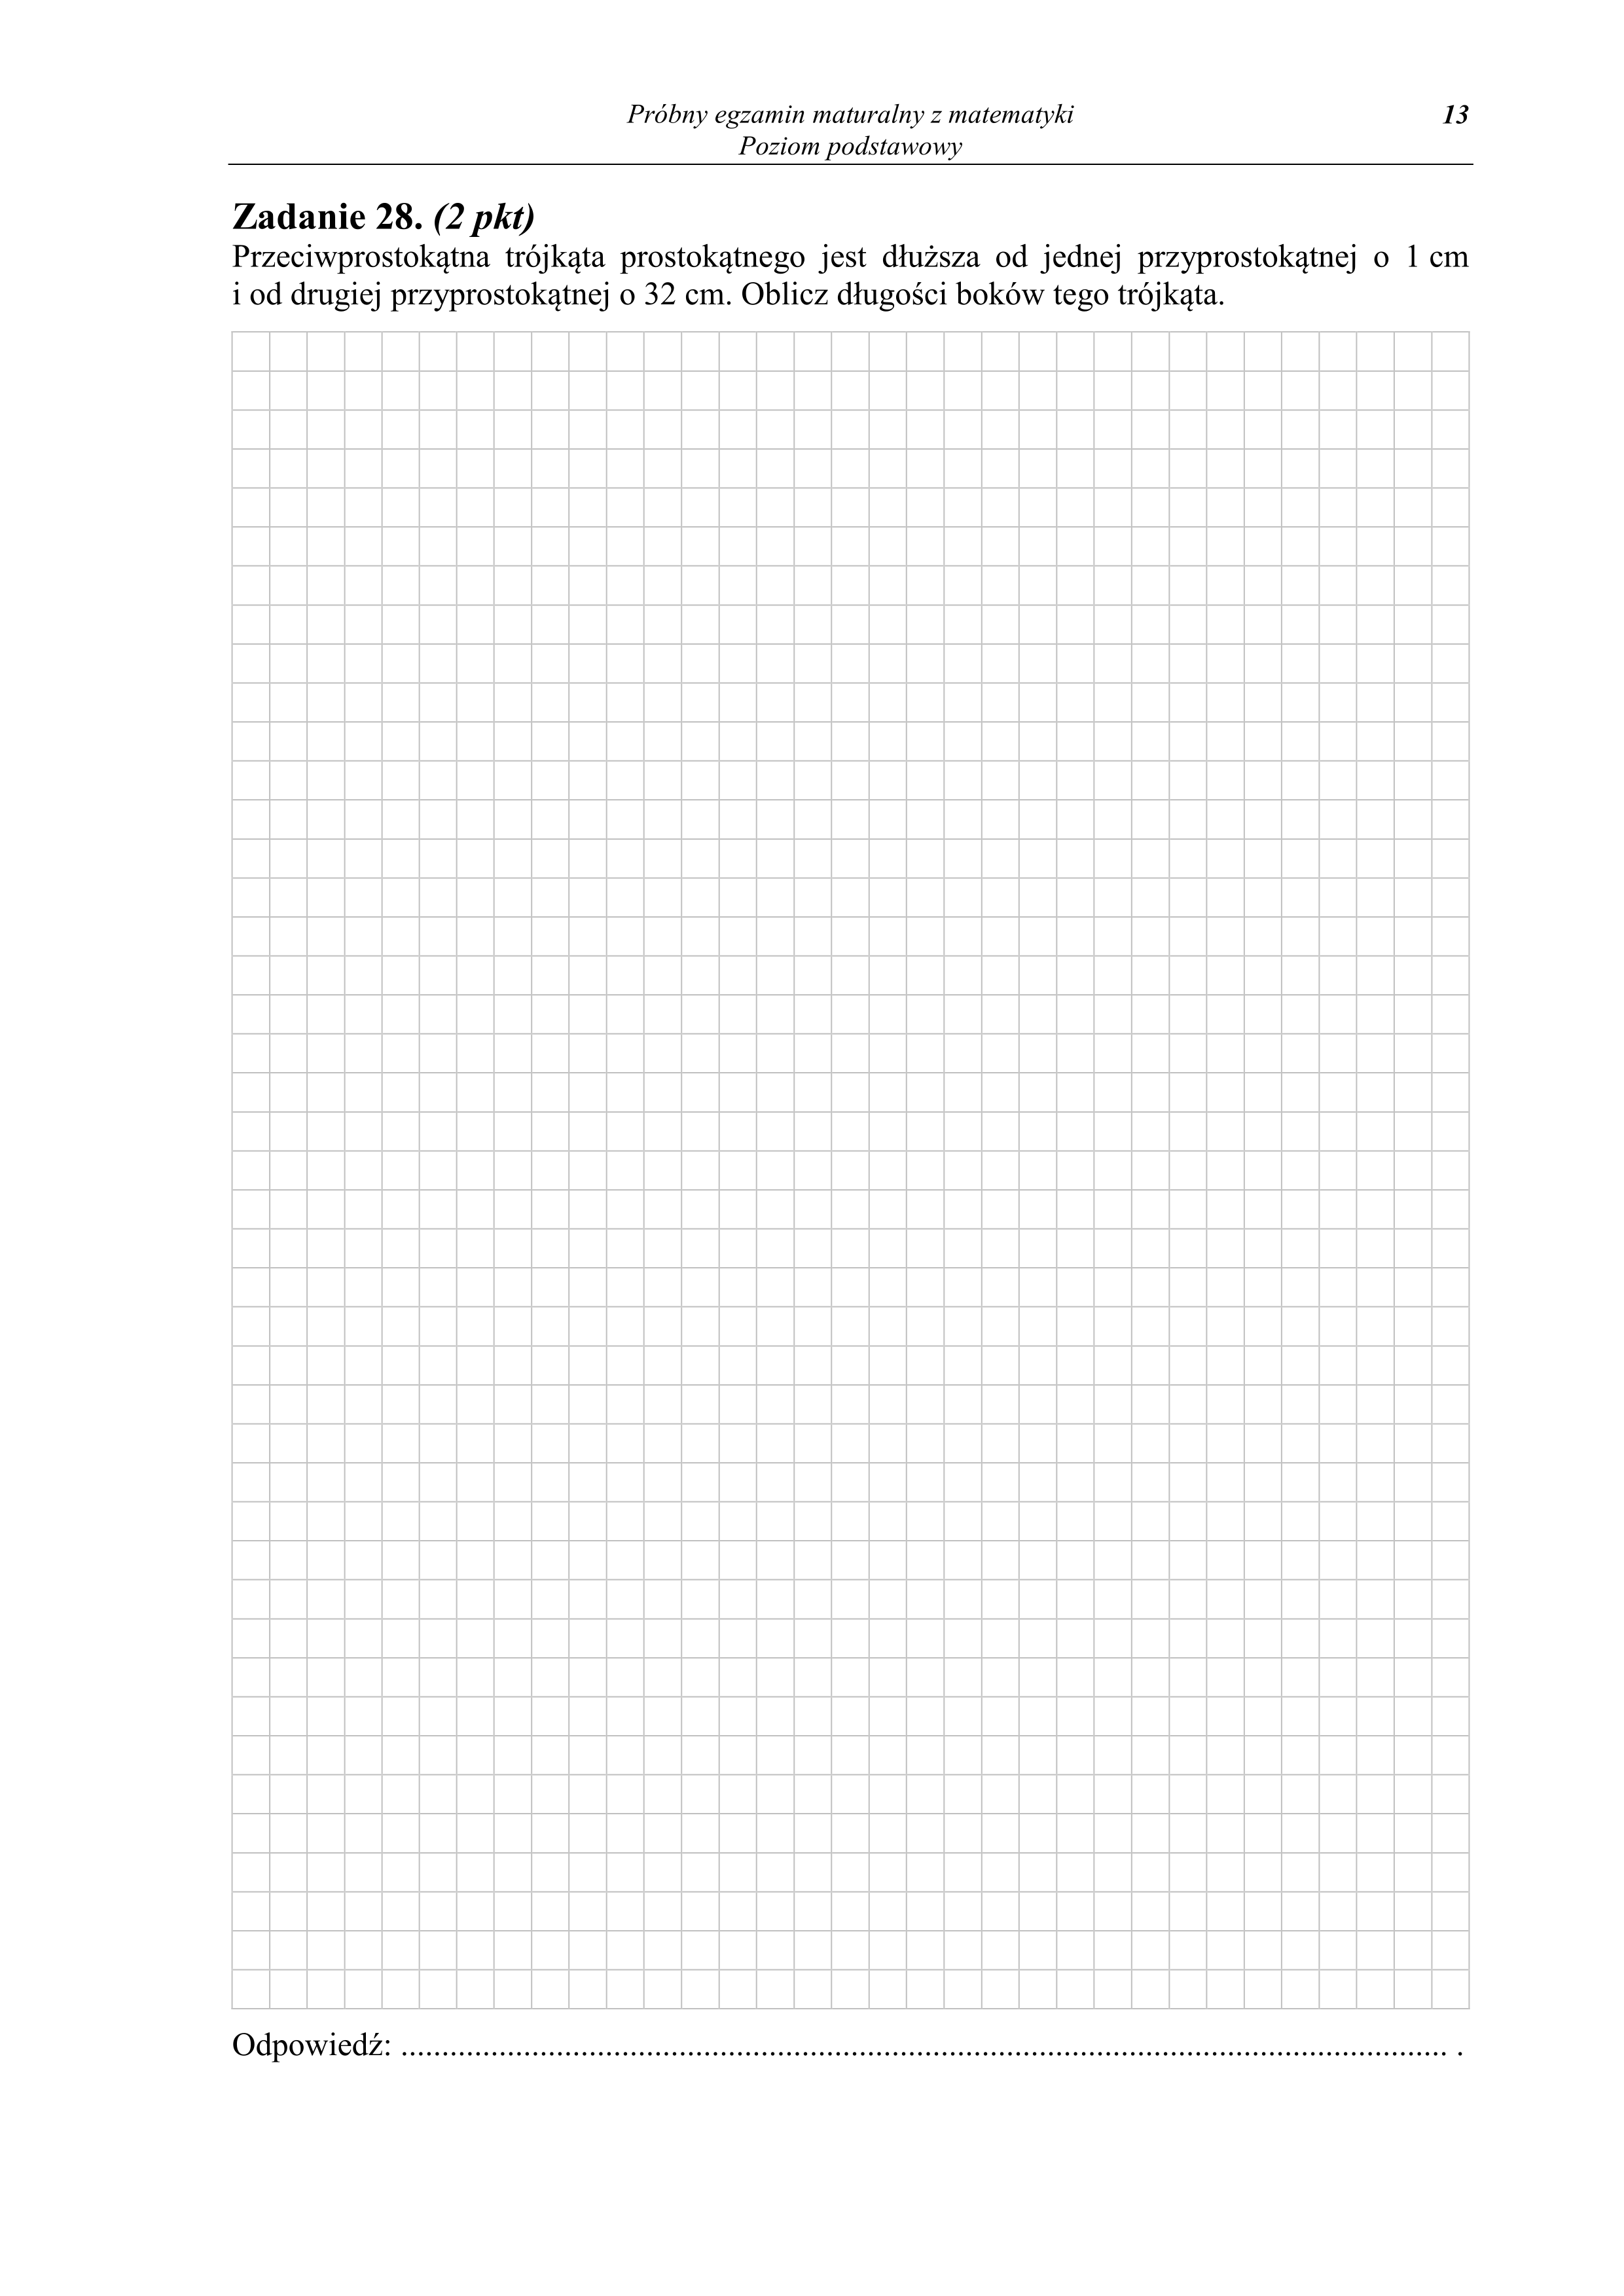 Próbny egzamin maturalny z matematyki 13
Poziom podstawowy
Zadanie 28. (2 pkt)
Przeciwprostokątna trójkąta prostokątnego jest dłuższa od jednej przyprostokątnej o 1 cm
i od drugiej przyprostokątnej o 32 cm. Oblicz długości boków tego trójkąta.
Odpowiedź: ................................................................................................................................ .